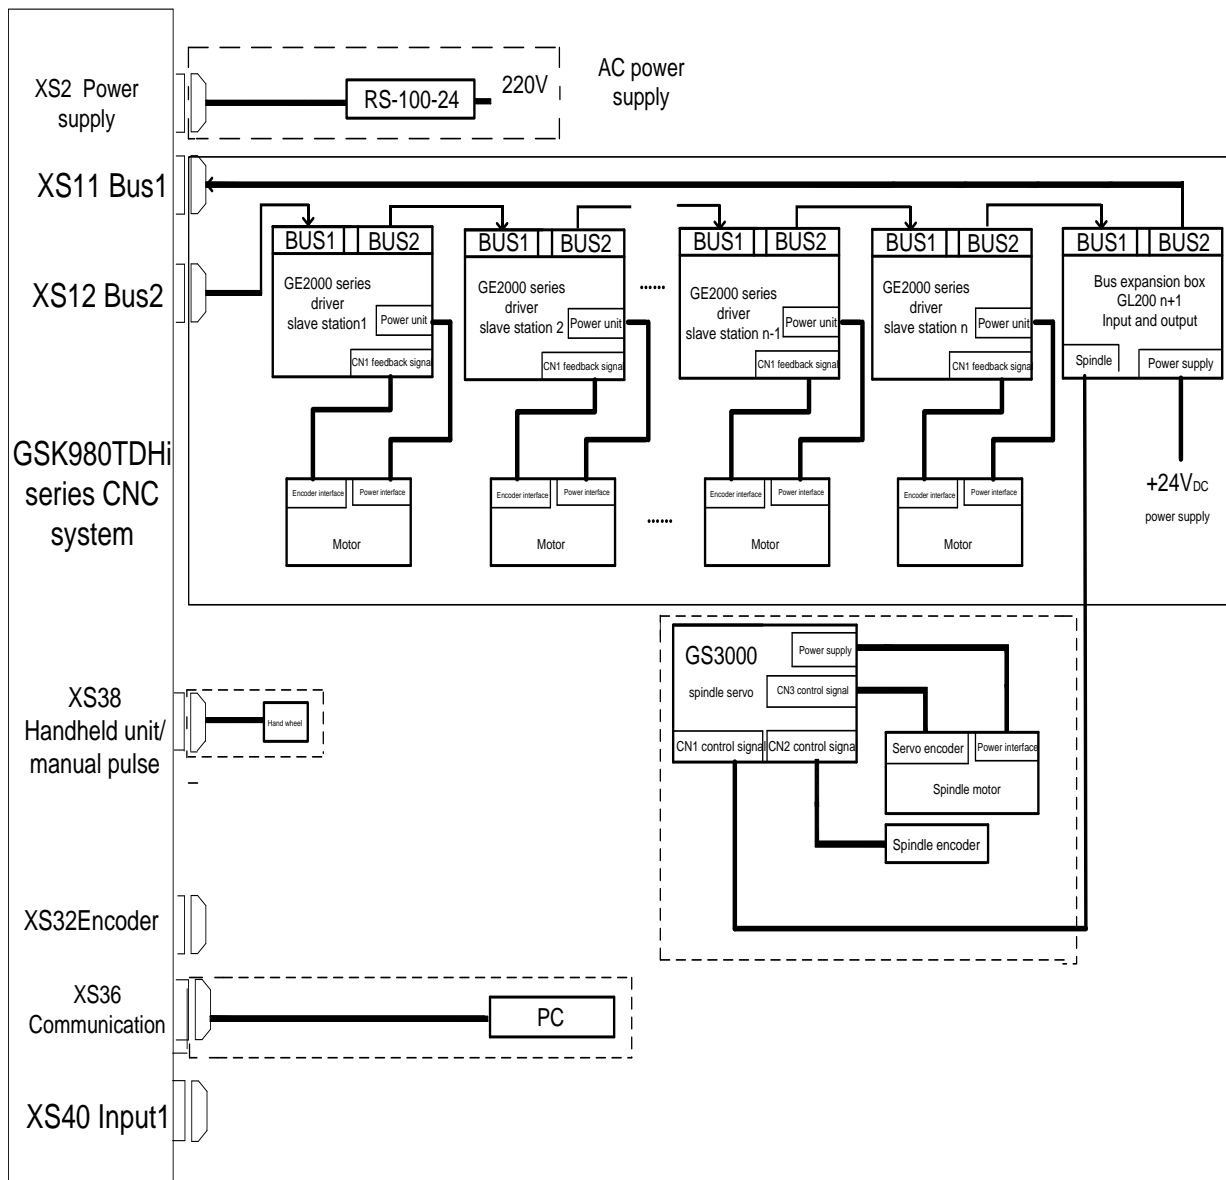 XS2 Power
supply
RS-100-24
220V
AC power
supply
XS11 Bus1
XS12 Bus2
BUS1
BUS2
GE2000 series
driver
slave station1
Power unit
CN1 feedback signal
BUS1
BUS2
GE2000 series
driver
slave station 2
Power unit
CN1 feedback signal
......
BUS1
BUS2
GE2000 series
driver
slave station n-1
Power unit
CN1 feedback signal
BUS1
BUS2
GE2000 series
driver
slave station n
Power unit
CN1 feedback signal
BUS1
BUS2
Bus expansion box
GL200 n+1
Input and output
Spindle
Power supply
GSK980TDHi
series CNC
system
Encoder interface
Power interface
Motor
Encoder interface
Power interface
Motor
......
Encoder interface
Power interface
Motor
Encoder interface
Power interface
Motor
+24VDC
power supply
XS38
Handheld unit/
manual pulse
Hand wheel
GS3000
spindle servo
Power supply
CN3 control signal
CN1 control signal
CN2 control signal
Servo encoder
Power interface
Spindle motor
Spindle encoder
XS32Encoder
XS36
Communication
PC
XS40 Input1